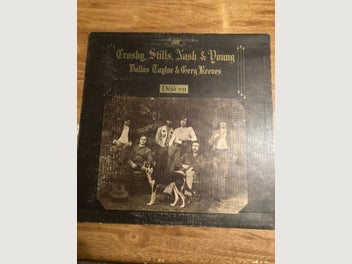 Crosby, Stills, Nash & Young
Dallas Taylor & Greg Reeves
Déjà vu